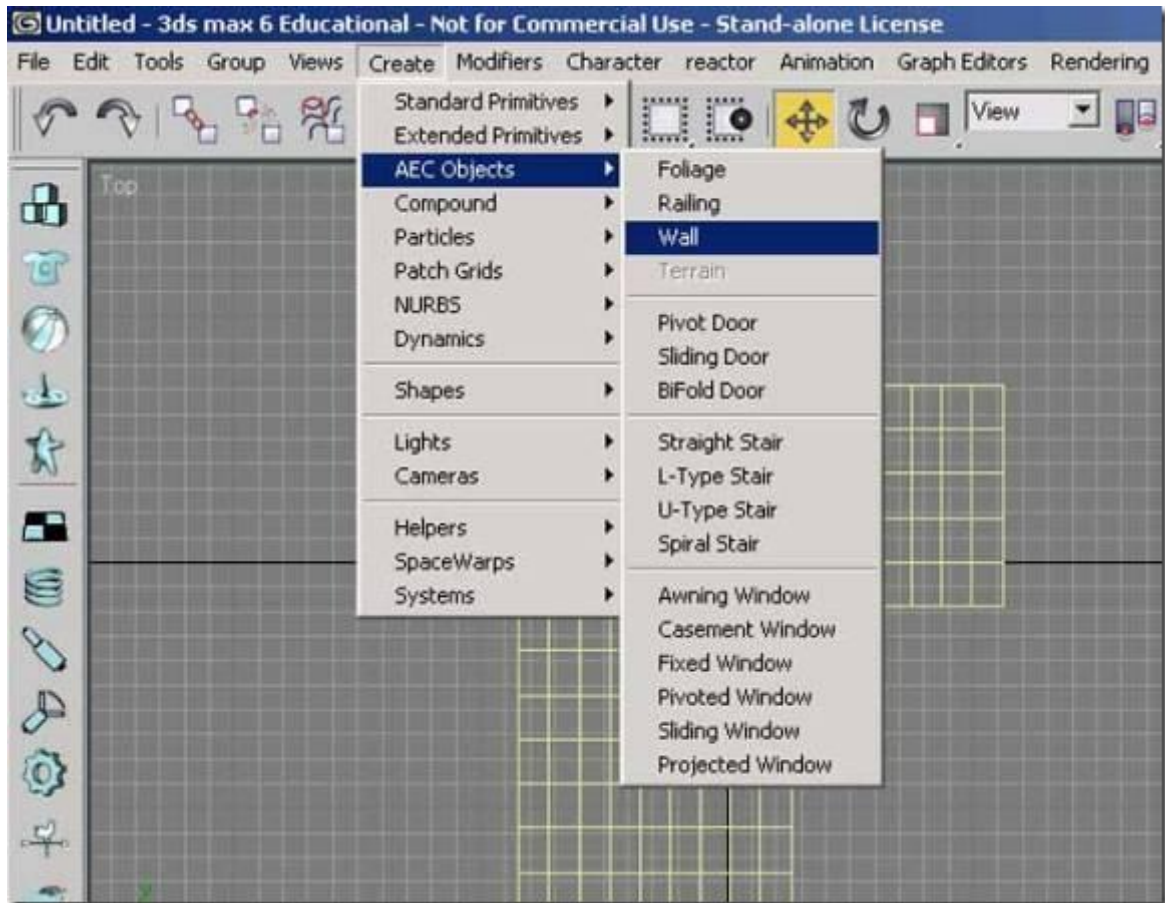 Untitled - 3ds max 6 Educational - Not for Commercial Use - Stand-alone License
File Edit Tools Group Views Create Modifiers Character reactor Animation Graph Editors Rendering
View
Top
Standard Primitives
Extended Primitives
AEC Objects
Compound
Particles
Patch Grids
NURBS
Dynamics
Shapes
Lights
Cameras
Helpers
SpaceWarps
Systems
Foliage
Railing
Wall
Terrain
Pivot Door
Sliding Door
BiFold Door
Straight Stair
L-Type Stair
U-Type Stair
Spiral Stair
Awning Window
Casement Window
Fixed Window
Pivoted Window
Sliding Window
Projected Window